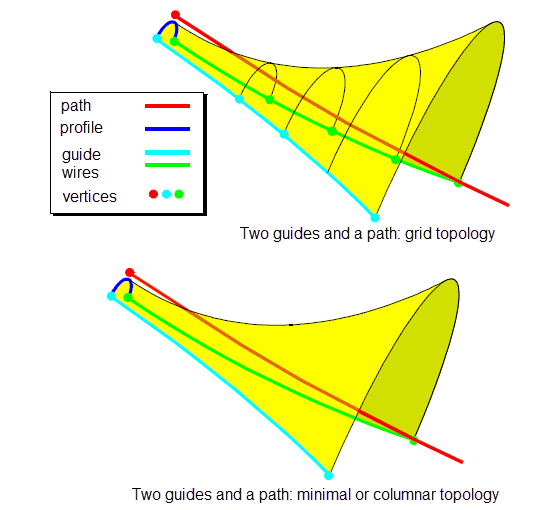 path
profile
guide
wires
vertices
Two guides and a path: grid topology
Two guides and a path: minimal or columnar topology